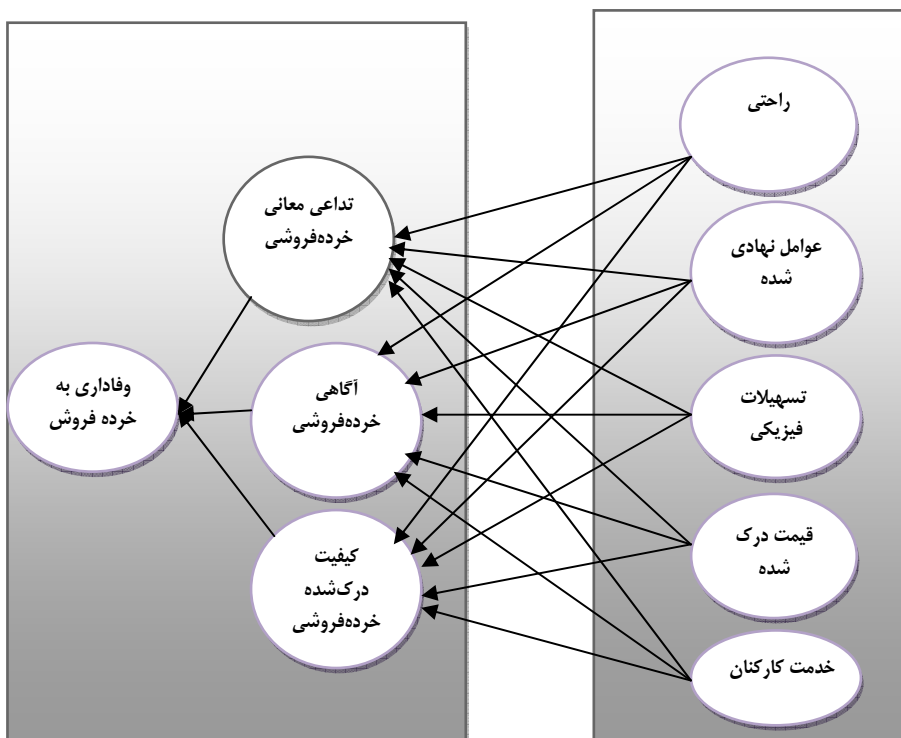 راحتی
عوامل نهادی
شده
تسهیلات
فیزیکی
قیمت درک
شده
خدمت کارکنان
تداعی معانی
خرده‌فروشی
آگاهی
خرده‌فروشی
کیفیت
درک‌شده
خرده‌فروشی
وفاداری به
خرده فروش